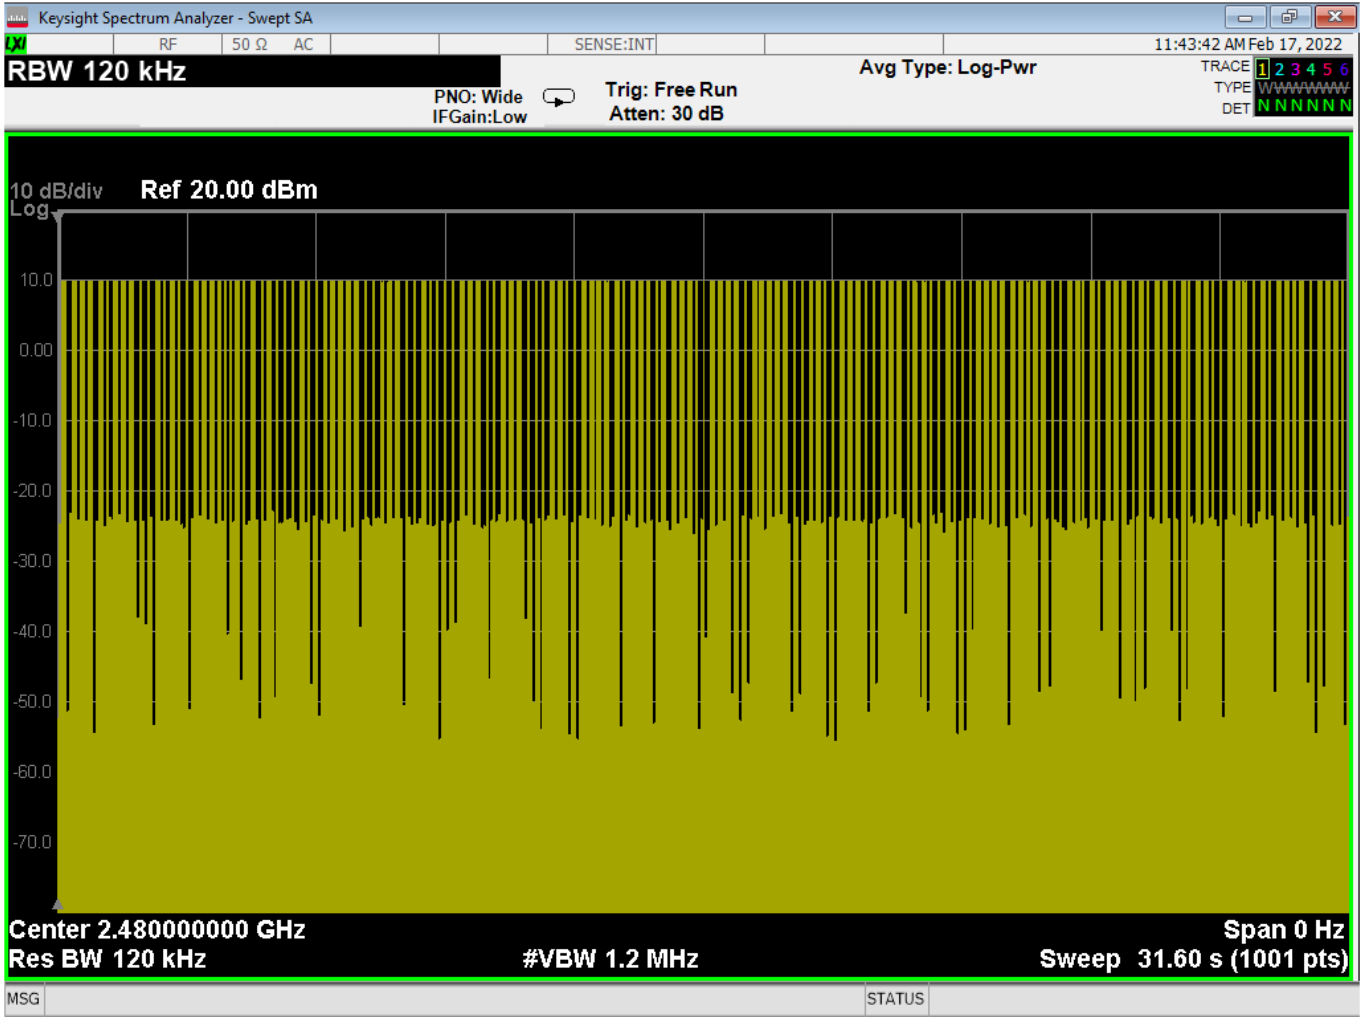 Keysight Spectrum Analyzer - Swept SA
LXI RF 50 Ω AC SENSE:INT 11:43:42 AM Feb 17, 2022
RBW 120 kHz
PNO: Wide
IFGain:Low
Trig: Free Run
Atten: 30 dB
Avg Type: Log-Pwr
TRACE 1 2 3 4 5 6
TYPE WWWWWW
DET N N N N N N
10 dB/div Ref 20.00 dBm
Log
10.0
0.00
-10.0
-20.0
-30.0
-40.0
-50.0
-60.0
-70.0
Center 2.480000000 GHz Span 0 Hz
Res BW 120 kHz #VBW 1.2 MHz Sweep 31.60 s (1001 pts)
MSG STATUS